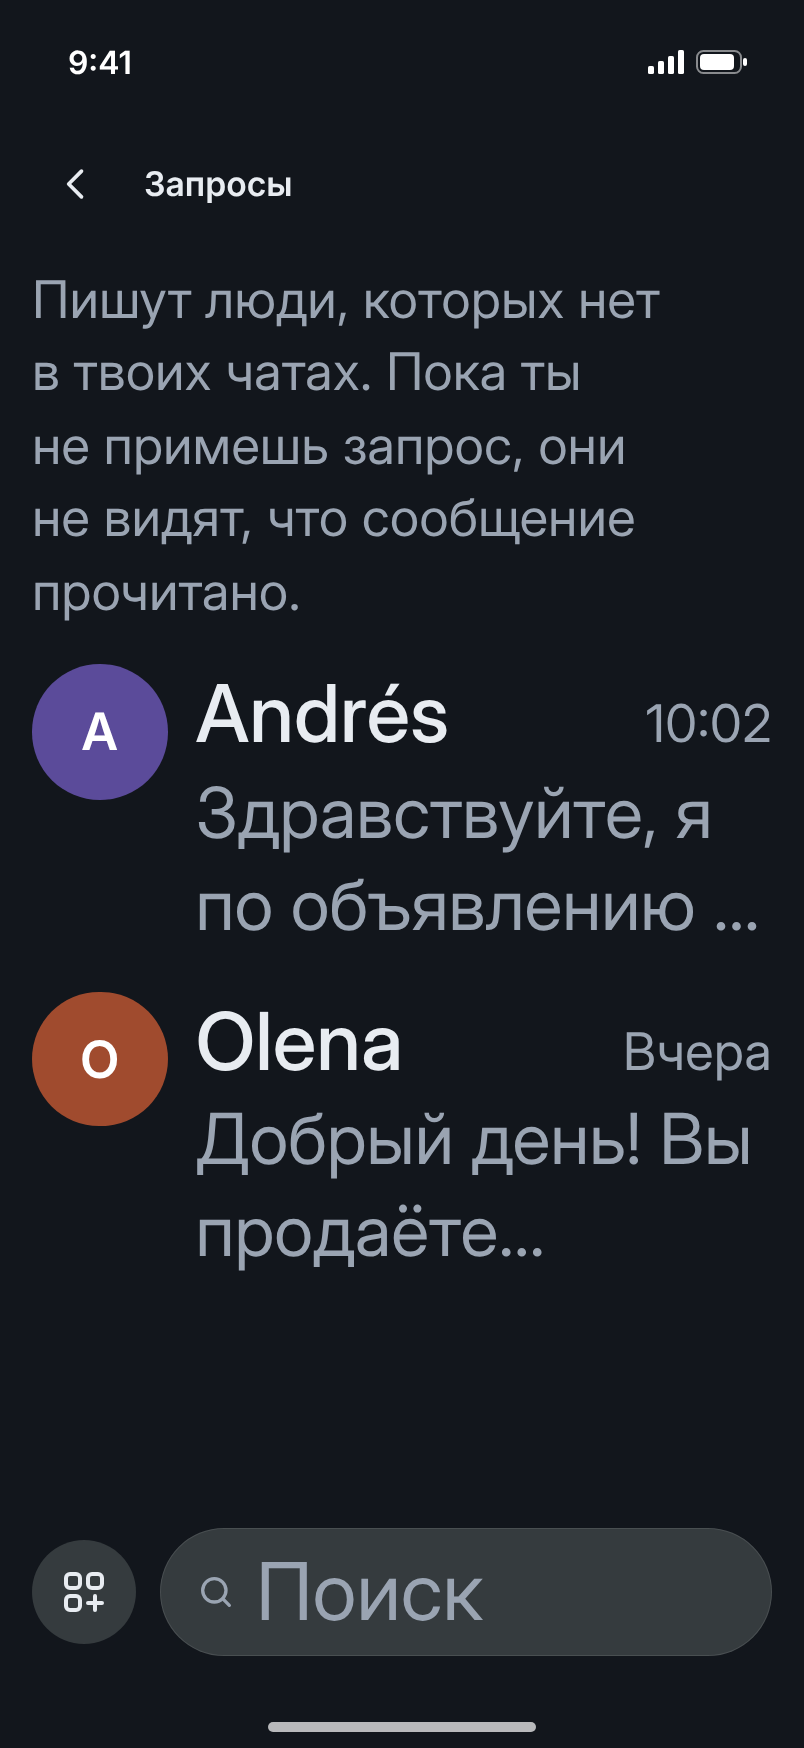 9:41
Запросы
Пишут люди, которых нет
в твоих чатах. Пока ты
не примешь запрос, они
не видят, что сообщение
прочитано.
A
Andrés
10:02
Здравствуйте, я
по объявлению ...
O
Olena
Вчера
Добрый день! Вы
продаёте...
Поиск